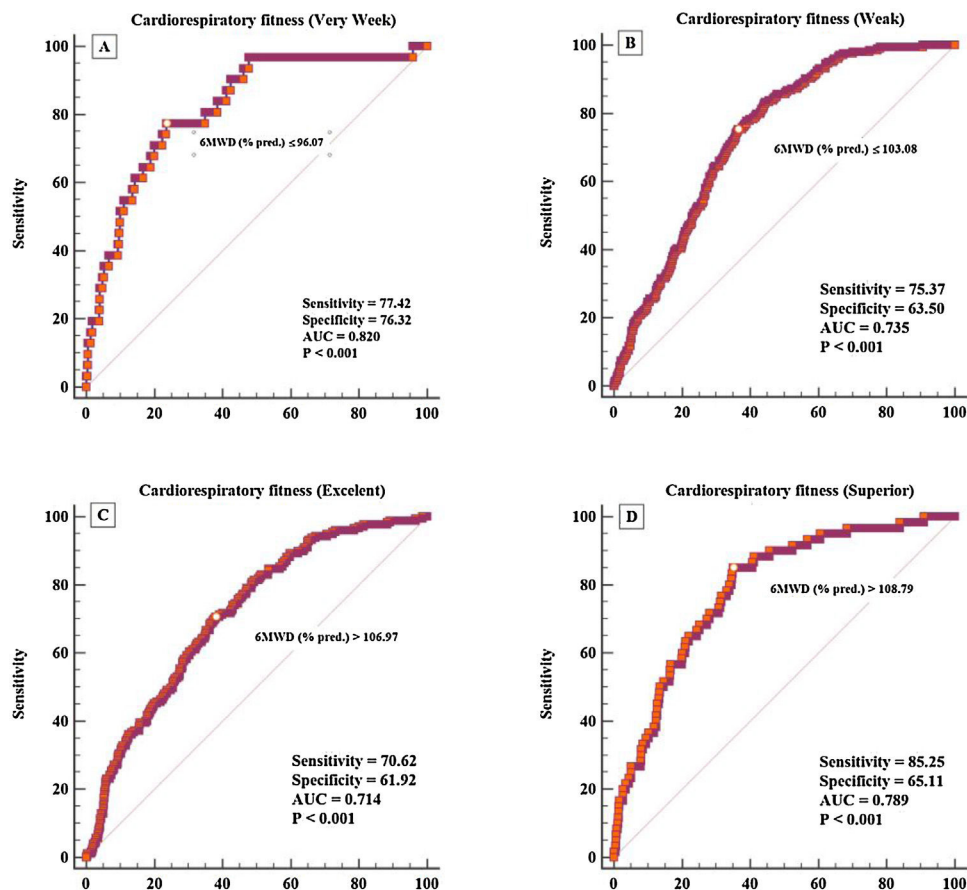 Cardiorespiratory fitness (Very Week)
A
100
80
60
40
20
0
Sensitivity
6MWD (% pred.) ≤96.07
Sensitivity = 77.42
Specificity = 76.32
AUC = 0.820
P < 0.001
0 20 40 60 80 100
Cardiorespiratory fitness (Weak)
B
100
80
60
40
20
0
Sensitivity
6MWD (% pred.) ≤ 103.08
Sensitivity = 75.37
Specificity = 63.50
AUC = 0.735
P < 0.001
0 20 40 60 80 100
Cardiorespiratory fitness (Excelent)
C
100
80
60
40
20
0
Sensitivity
6MWD (% pred.) > 106.97
Sensitivity = 70.62
Specificity = 61.92
AUC = 0.714
P < 0.001
0 20 40 60 80 100
Cardiorespiratory fitness (Superior)
D
100
80
60
40
20
0
Sensitivity
6MWD (% pred.) > 108.79
Sensitivity = 85.25
Specificity = 65.11
AUC = 0.789
P < 0.001
0 20 40 60 80 100